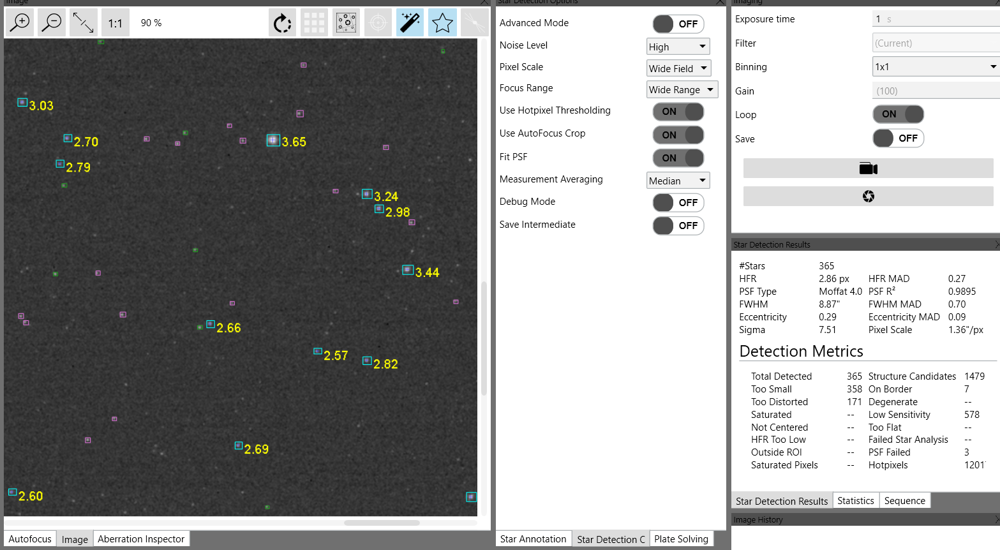 Image
1:1
90 %
3.03
2.70
3.65
2.79
3.24
2.98
3.44
2.66
2.57
2.82
2.69
2.60
Autofocus Image Aberration Inspector
Star Detection Options
Advanced Mode OFF
Noise Level High
Pixel Scale Wide Field
Focus Range Wide Range
Use Hotpixel Thresholding ON
Use AutoFocus Crop ON
Fit PSF ON
Measurement Averaging Median
Debug Mode OFF
Save Intermediate OFF
Star Annotation Star Detection C Plate Solving
Imaging
Exposure time 1 s
Filter (Current)
Binning 1x1
Gain (100)
Loop ON
Save OFF
Star Detection Results
#Stars 365
HFR 2.86 px HFR MAD 0.27
PSF Type Moffat 4.0 PSF R² 0.9895
FWHM 8.87" FWHM MAD 0.70
Eccentricity 0.29 Eccentricity MAD 0.09
Sigma 7.51 Pixel Scale 1.36"/px
Detection Metrics
Total Detected 365 Structure Candidates 1479
Too Small 358 On Border 7
Too Distorted 171 Degenerate --
Saturated -- Low Sensitivity 578
Not Centered -- Too Flat --
HFR Too Low -- Failed Star Analysis --
Outside ROI -- PSF Failed 3
Saturated Pixels -- Hotpixels 1201
Star Detection Results Statistics Sequence
Image History